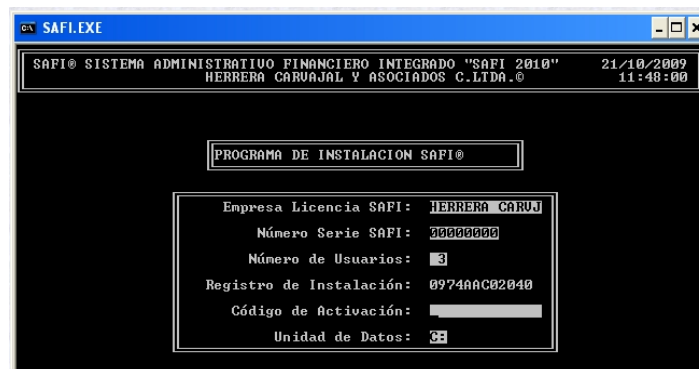 SAFI.EXE
SAFI® SISTEMA ADMINISTRATIVO FINANCIERO INTEGRADO "SAFI 2010" 21/10/2009
HERRERA CARVAJAL Y ASOCIADOS C.LTDA.© 11:48:00
PROGRAMA DE INSTALACION SAFI®
Empresa Licencia SAFI: HERRERA CARVJ
Número Serie SAFI: 00000000
Número de Usuarios: 3
Registro de Instalación: 0974AAC02040
Código de Activación:
Unidad de Datos: C: